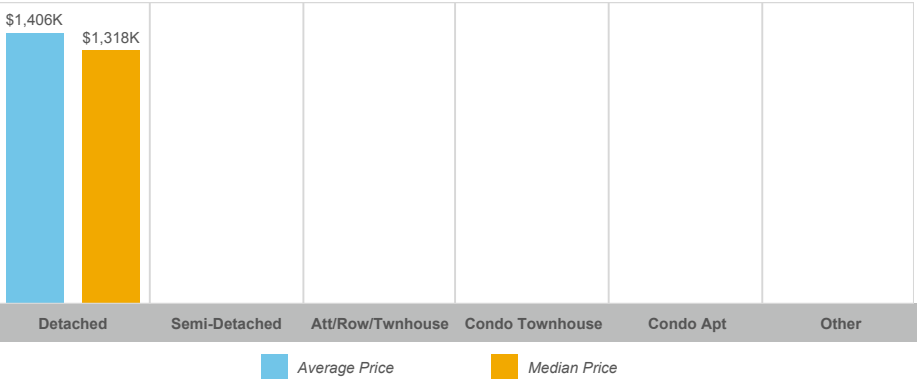 $1,406K
$1,318K
Detached Semi-Detached Att/Row/Twnhouse Condo Townhouse Condo Apt Other
Average Price Median Price